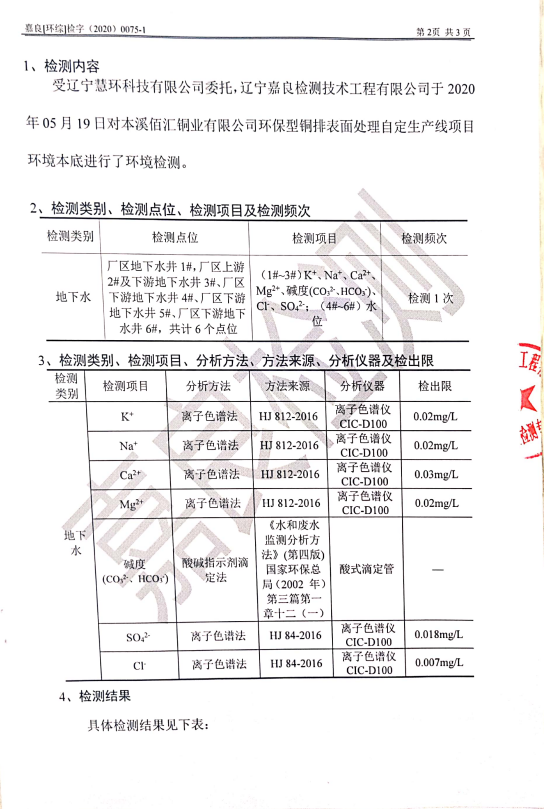 嘉良[环综]检字（2020）0075-1
第2页 共3页
1、检测内容
受辽宁慧环科技有限公司委托，辽宁嘉良检测技术工程有限公司于 2020
年 05 月 19 日对本溪佰汇铜业有限公司环保型铜排表面处理自定生产线项目
环境本底进行了环境检测。
2、检测类别、检测点位、检测项目及检测频次
检测类别 检测点位 检测项目 检测频次
地下水
厂区地下水井 1#，厂区上游
2#及下游地下水井 3#、厂区
下游地下水井 4#、厂区下游
地下水井 5#、厂区下游地下
水井 6#，共计 6 个点位
（1#~3#）K⁺、Na⁺、Ca²⁺、
Mg²⁺、碱度(CO₃²⁻、HCO₃⁻)、
Cl⁻、SO₄²⁻；（4#~6#）水
位
检测 1 次
3、检测类别、检测项目、分析方法、方法来源、分析仪器及检出限
检测
类别
检测项目 分析方法 方法来源 分析仪器 检出限
地下
水
K⁺ 离子色谱法 HJ 812-2016 离子色谱仪
CIC-D100
0.02mg/L
Na⁺ 离子色谱法 HJ 812-2016 离子色谱仪
CIC-D100
0.02mg/L
Ca²⁺ 离子色谱法 HJ 812-2016 离子色谱仪
CIC-D100
0.03mg/L
Mg²⁺ 离子色谱法 HJ 812-2016 离子色谱仪
CIC-D100
0.02mg/L
碱度
(CO₃²⁻、HCO₃⁻)
酸碱指示剂滴
定法
《水和废水
监测分析方
法》(第四版)
国家环保总
局（2002 年）
第三篇第一
章十二（一）
酸式滴定管
—
SO₄²⁻ 离子色谱法 HJ 84-2016 离子色谱仪
CIC-D100
0.018mg/L
Cl⁻ 离子色谱法 HJ 84-2016 离子色谱仪
CIC-D100
0.007mg/L
4、检测结果
具体检测结果见下表：
嘉良检测
工程
检测专